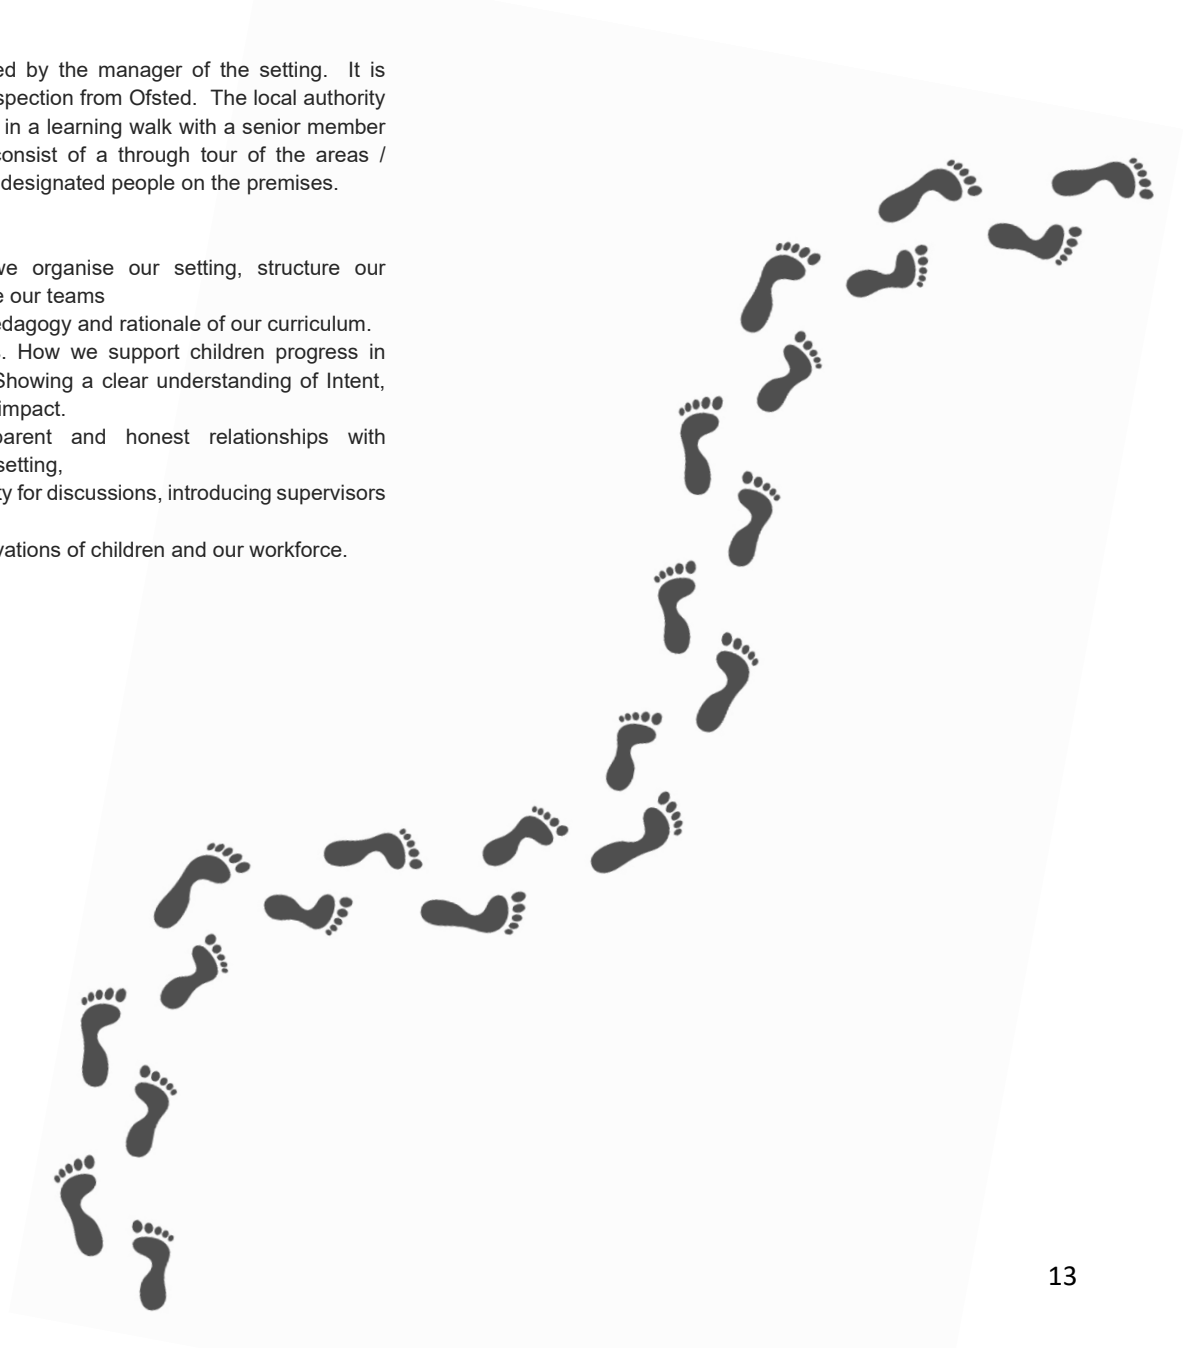 ed by the manager of the setting. It is
spection from Ofsted. The local authority
in a learning walk with a senior member
consist of a through tour of the areas /
designated people on the premises.
we organise our setting, structure our
e our teams
edagogy and rationale of our curriculum.
. How we support children progress in
Showing a clear understanding of Intent,
impact.
parent and honest relationships with
setting,
ty for discussions, introducing supervisors
vations of children and our workforce.
13